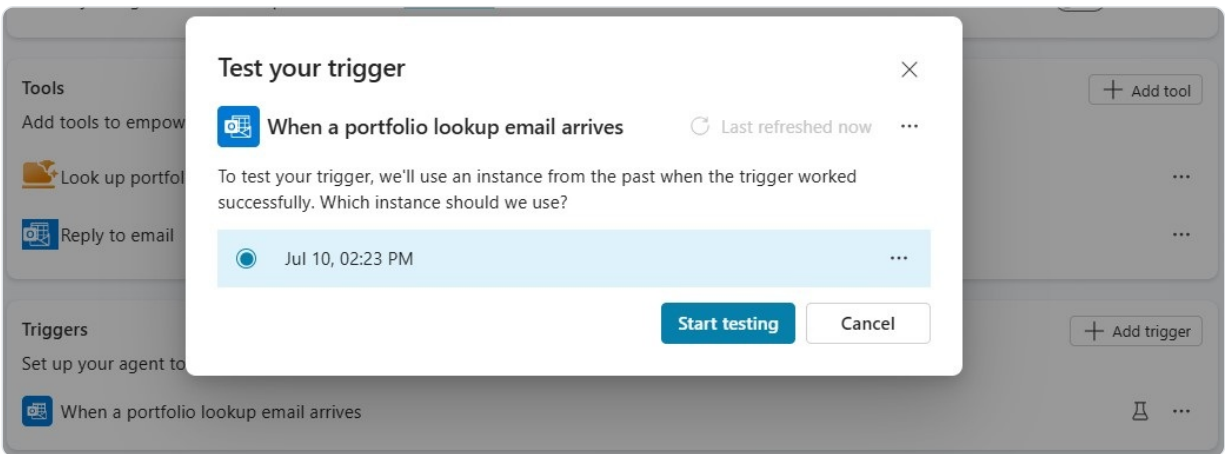 Test your trigger
When a portfolio lookup email arrives
Last refreshed now
To test your trigger, we'll use an instance from the past when the trigger worked
successfully. Which instance should we use?
Jul 10, 02:23 PM
Start testing
Cancel
Tools
Add tool
Add tools to empow
Look up portfol
Reply to email
Triggers
Add trigger
Set up your agent to
When a portfolio lookup email arrives